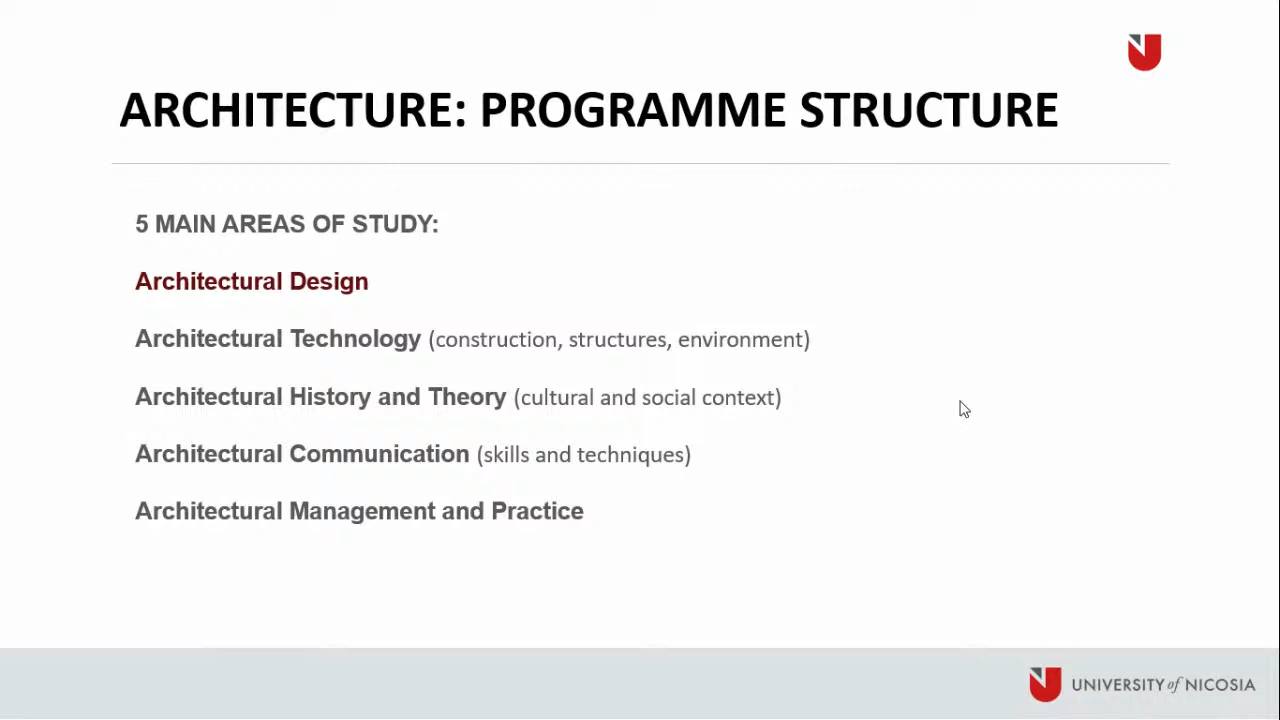 ARCHITECTURE: PROGRAMME STRUCTURE
5 MAIN AREAS OF STUDY:
Architectural Design
Architectural Technology (construction, structures, environment)
Architectural History and Theory (cultural and social context)
Architectural Communication (skills and techniques)
Architectural Management and Practice
UNIVERSITY of NICOSIA